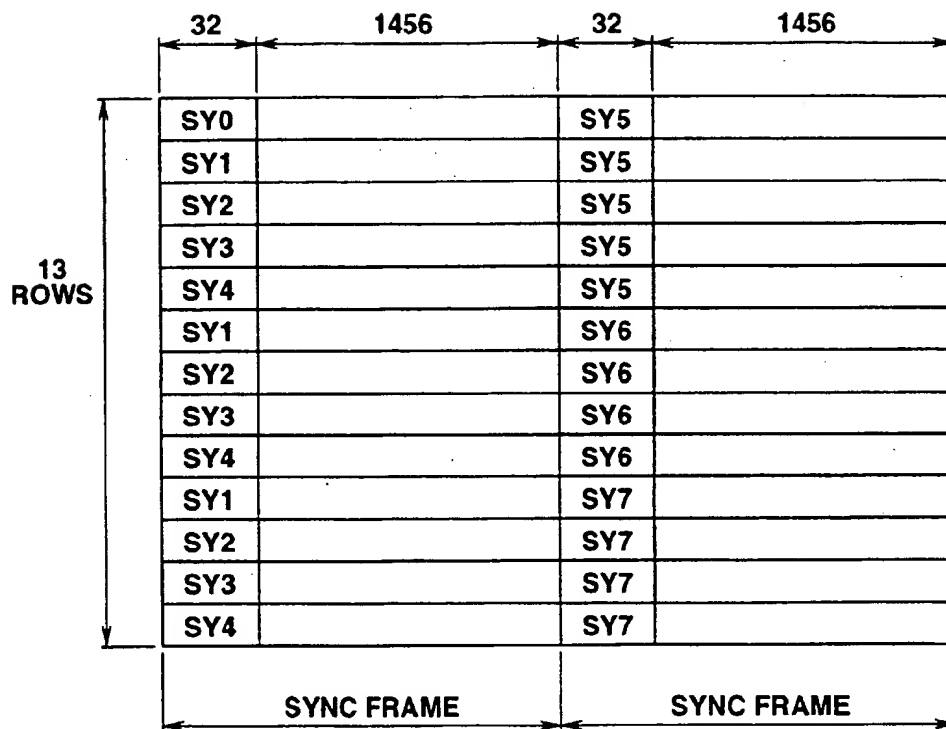 32 1456 32 1456
SY0 SY5
SY1 SY5
SY2 SY5
SY3 SY5
13
ROWS
SY4 SY5
SY1 SY6
SY2 SY6
SY3 SY6
SY4 SY6
SY1 SY7
SY2 SY7
SY3 SY7
SY4 SY7
SYNC FRAME SYNC FRAME